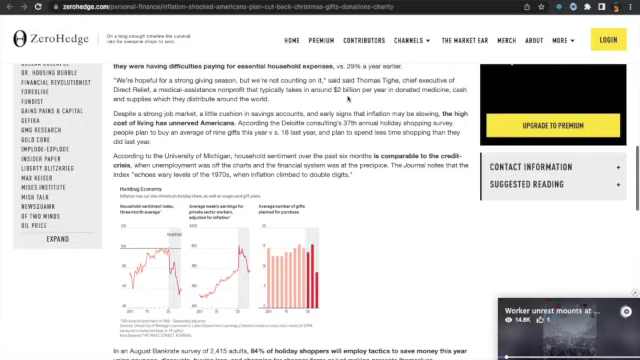 zerohedge.com/personal-finance/inflation-shocked-americans-plan-cut-back-christmas-gifts-donations-charity
ZeroHedge
On a long enough timeline the survival
rate for everyone drops to zero.
HOME
PREMIUM
CONTRIBUTORS
CHANNELS
THE MARKET EAR
MERCH
ABOUT
MORE
LOGIN
DR. HOUSING BUBBLE
FINANCIAL REVOLUTIONIST
FOREXLIVE
FUNDIST
GAINS PAINS & CAPITAL
GEFIRA
GMG RESEARCH
GOLD CORE
IMPLODE-EXPLODE
INSIDER PAPER
LIBERTY BLITZKRIEG
MAX KEISER
MISES INSTITUTE
MISH TALK
NEWSQUAWK
OF TWO MINDS
OIL PRICE
EXPAND
they were having difficulties paying for essential household expenses, vs. 29% a year earlier.
"We're hopeful for a strong giving season, but we're not counting on it," said said Thomas Tighe, chief executive of
Direct Relief, a medical-assistance nonprofit that typically takes in around $2 billion per year in donated medicine, cash
and supplies which they distribute around the world.
Despite a strong job market, a little cushion in savings accounts, and early signs that inflation may be slowing, the high
cost of living has unnerved Americans. According to the Deloitte consulting's 37th annual holiday shopping survey,
people plan to buy an average of nine gifts this year v s. 16 last year, and plan to spend less time shopping than they
did last year.
According to the University of Michigan, household sentiment over the past six months is comparable to the credit-
crisis, when unemployment was off the charts and the financial system was at the precipice. The Journal notes that the
index "echoes wary levels of the 1970s, when inflation climbed to double digits."
Humbug Economy
Household sentiment index,
three-month average*
Average weekly earnings for
private sector workers,
adjusted for inflation†
Average number of gifts
planned for purchase
In an August Bankrate survey of 2,415 adults, 84% of holiday shoppers will employ tactics to save money this year
UPGRADE TO PREMIUM
CONTACT INFORMATION +
SUGGESTED READING +
Worker unrest mounts at ...
14.8K
1